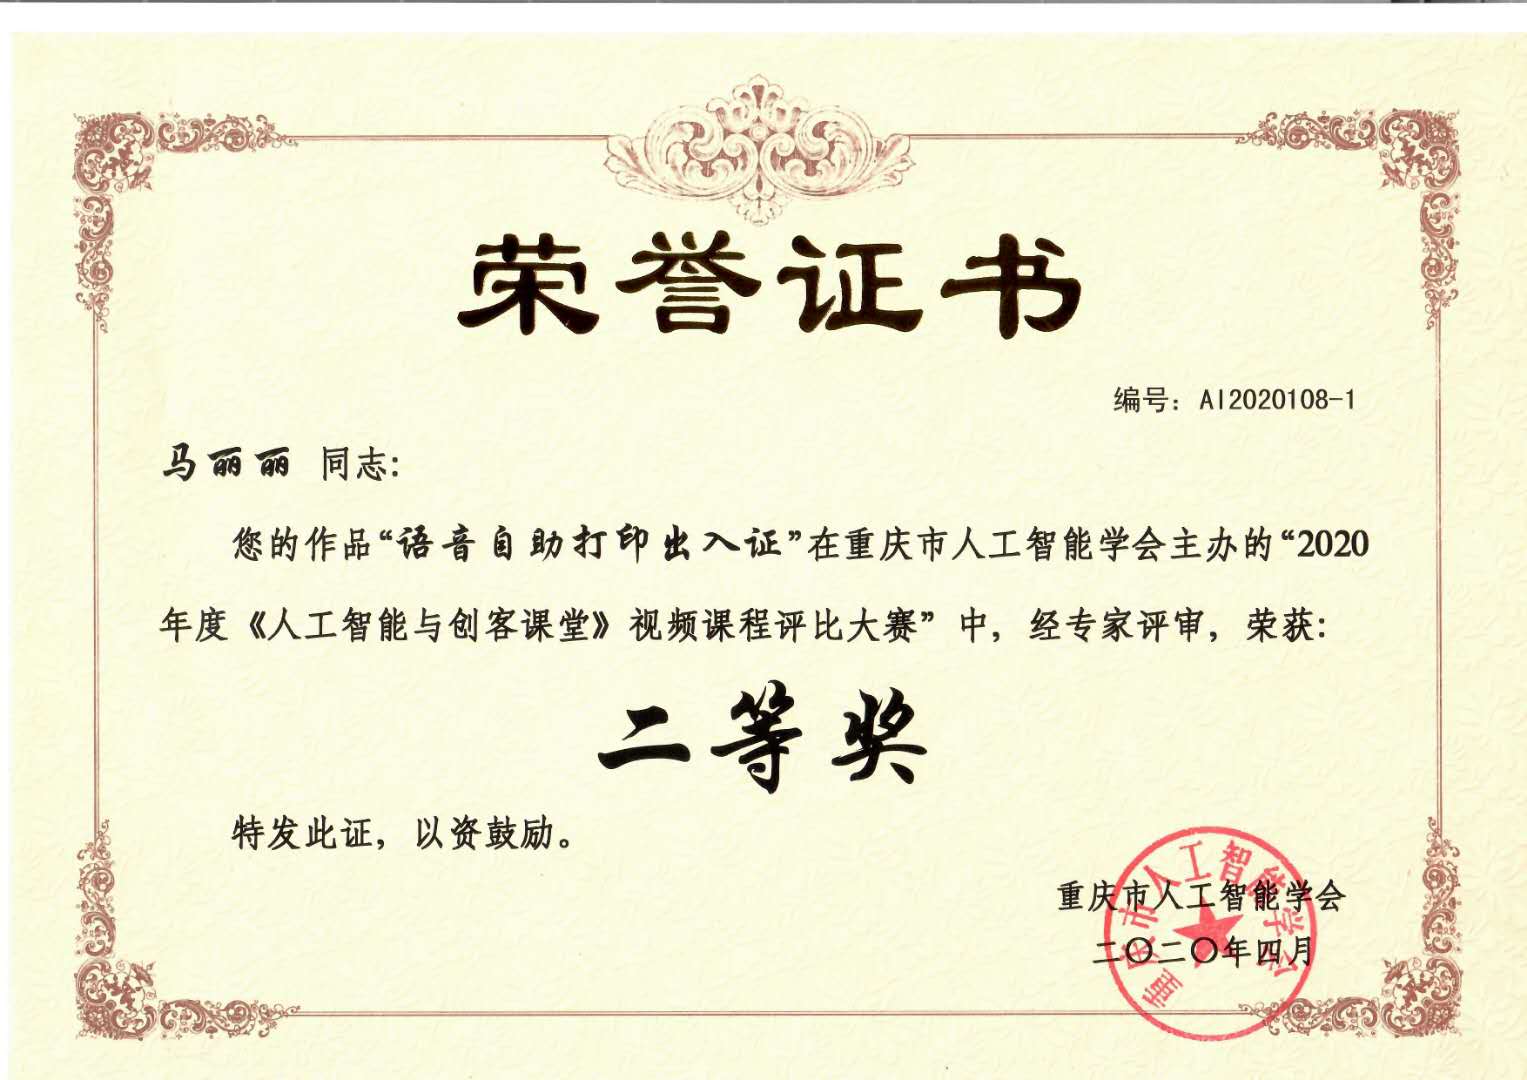 荣誉证书
编号：AI2020108-1
马丽丽 同志：
您的作品“语音自助打印出入证”在重庆市人工智能学会主办的“2020
年度《人工智能与创客课堂》视频课程评比大赛”中，经专家评审，荣获：
二等奖
特发此证，以资鼓励。
重庆市人工智能学会
二〇二〇年四月
重庆市人工智能学会